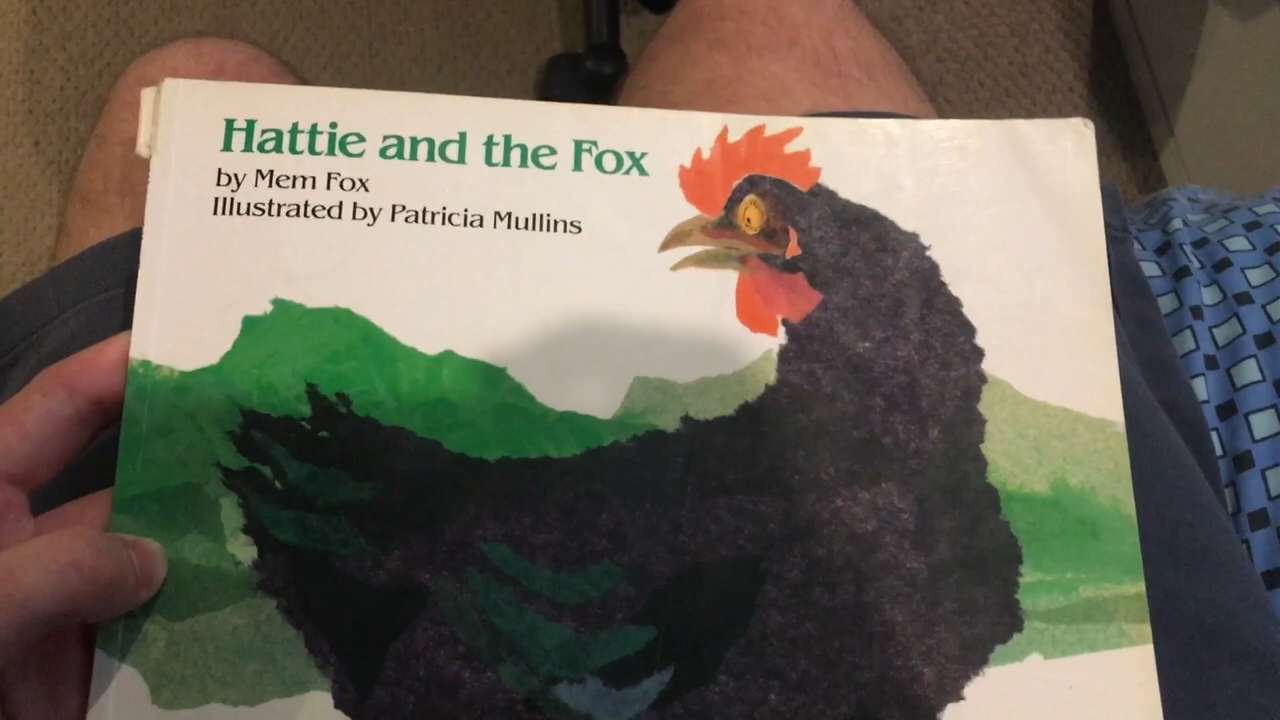 Hattie and the Fox
by Mem Fox
Illustrated by Patricia Mullins